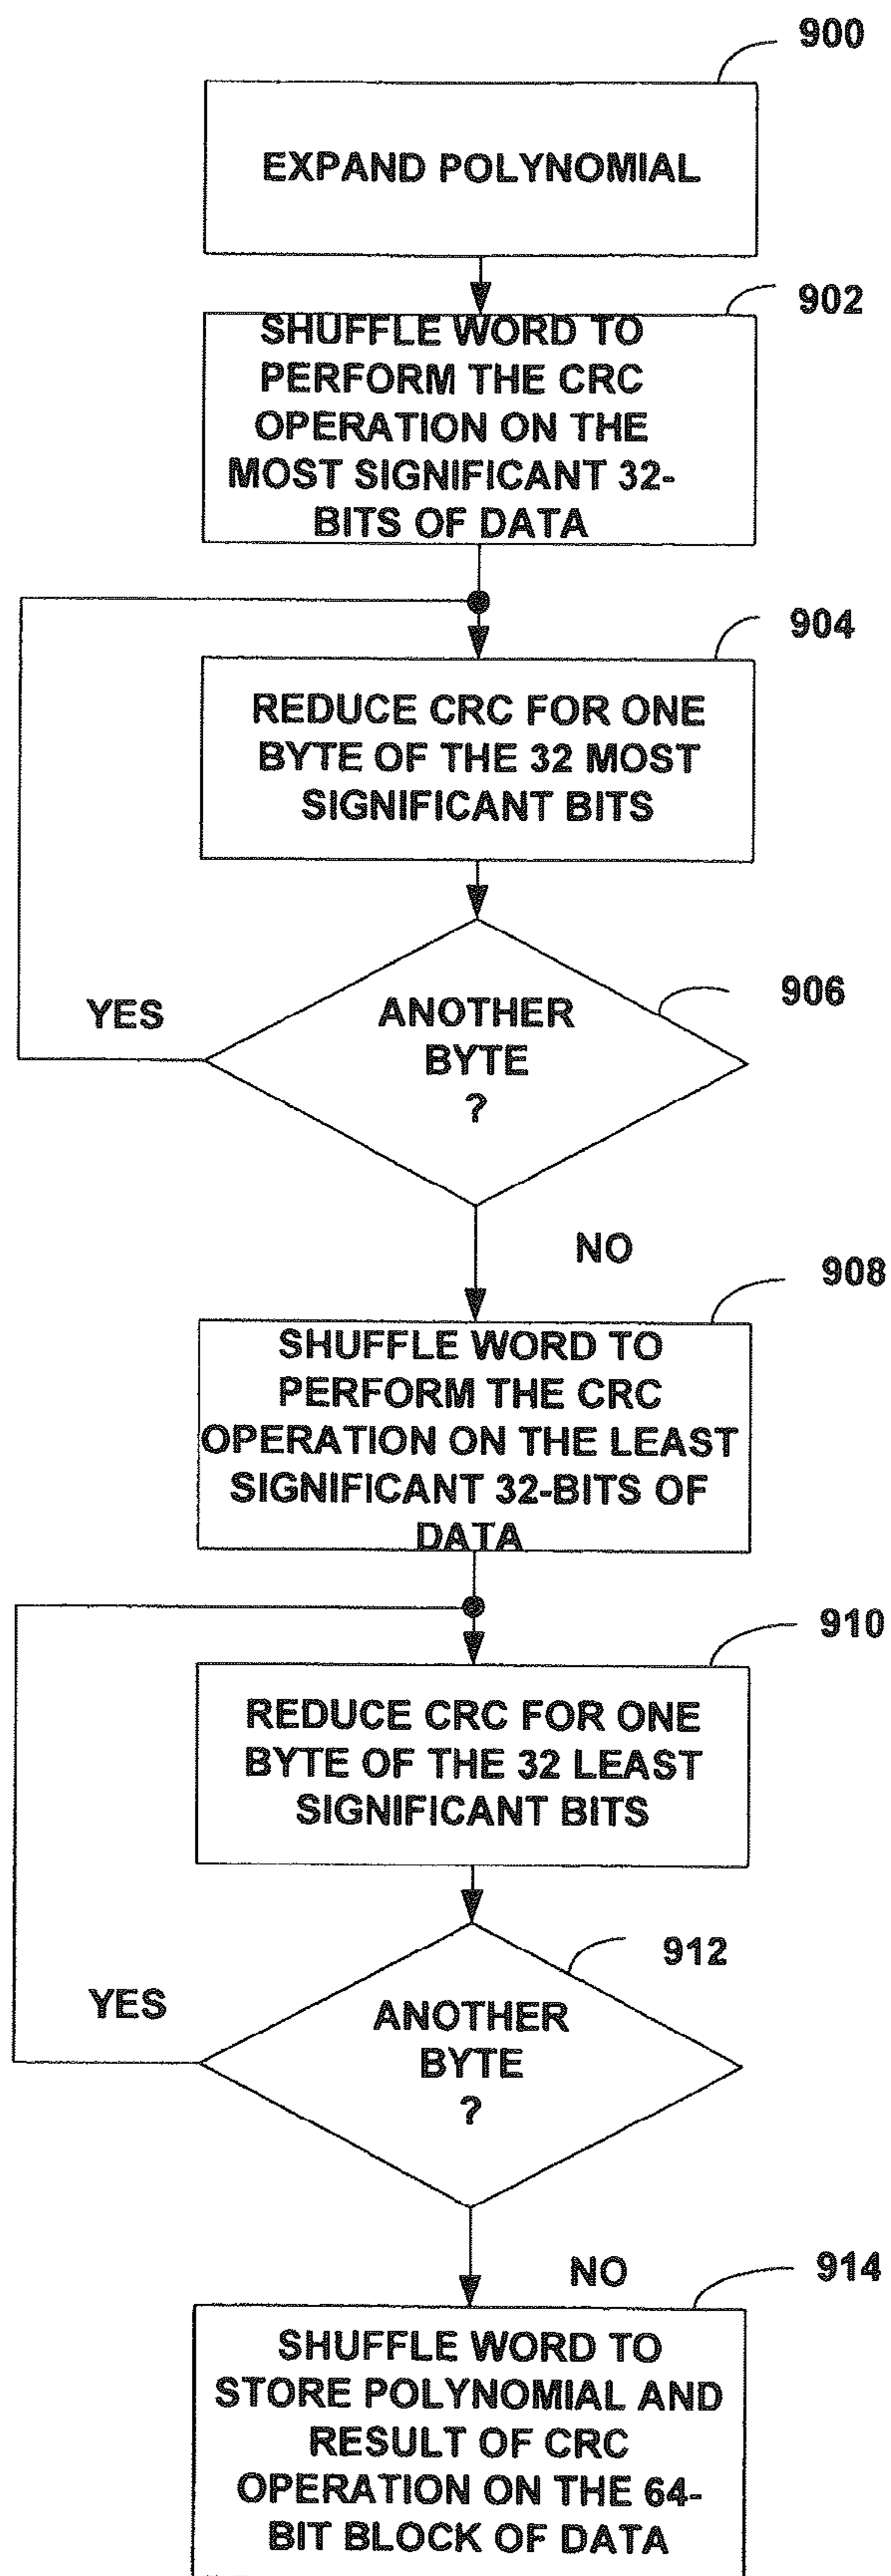 900
EXPAND POLYNOMIAL
902
SHUFFLE WORD TO
PERFORM THE CRC
OPERATION ON THE
MOST SIGNIFICANT 32-
BITS OF DATA
904
REDUCE CRC FOR ONE
BYTE OF THE 32 MOST
SIGNIFICANT BITS
906
YES
ANOTHER
BYTE
?
NO
908
SHUFFLE WORD TO
PERFORM THE CRC
OPERATION ON THE LEAST
SIGNIFICANT 32-BITS OF
DATA
910
REDUCE CRC FOR ONE
BYTE OF THE 32 LEAST
SIGNIFICANT BITS
912
YES
ANOTHER
BYTE
?
NO
914
SHUFFLE WORD TO
STORE POLYNOMIAL AND
RESULT OF CRC
OPERATION ON THE 64-
BIT BLOCK OF DATA